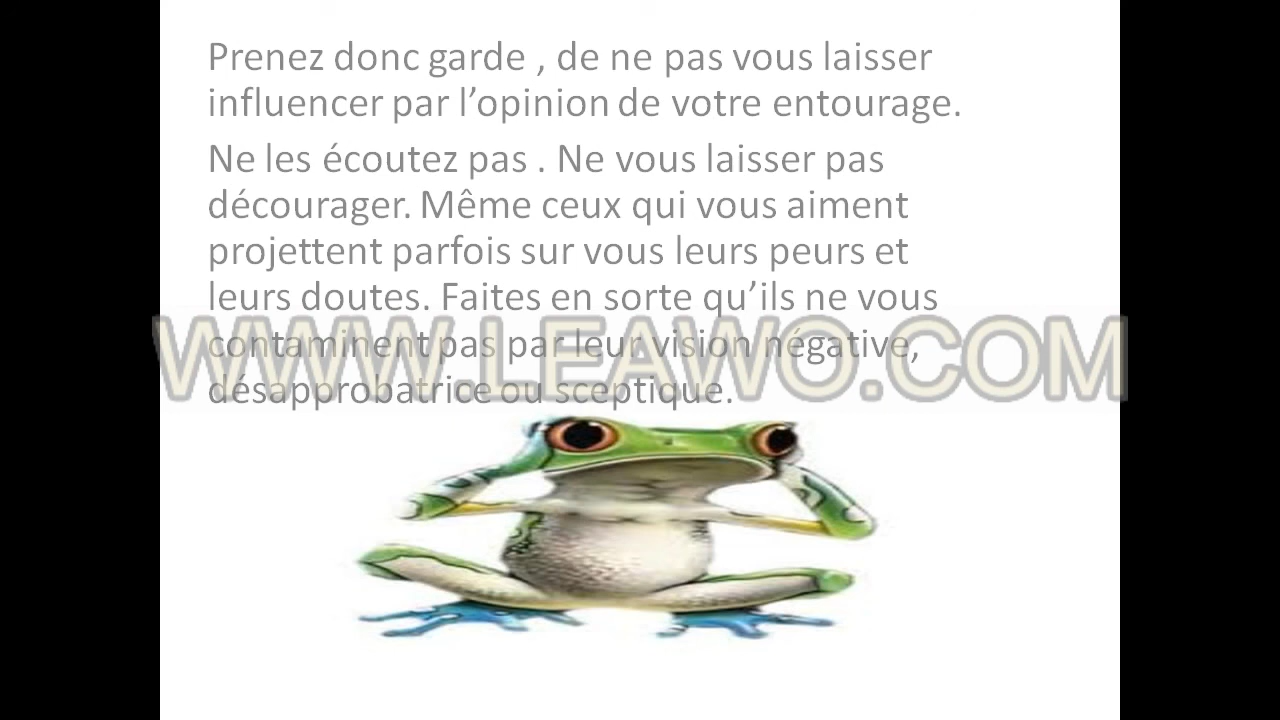 Prenez donc garde , de ne pas vous laisser
influencer par l’opinion de votre entourage.
Ne les écoutez pas . Ne vous laisser pas
décourager. Même ceux qui vous aiment
projettent parfois sur vous leurs peurs et
leurs doutes. Faites en sorte qu’ils ne vous
contaminent pas par leur vision négative,
WWW.LEAWO.COM
désapprobatrice ou sceptique.